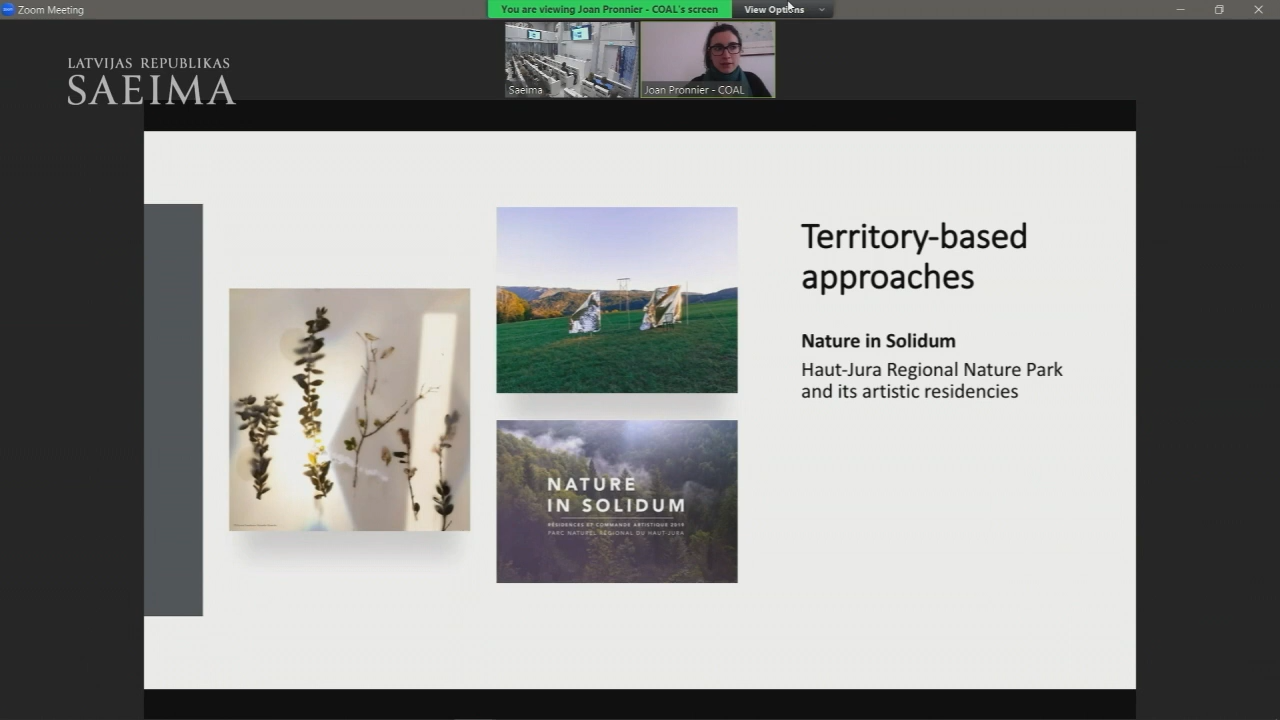 Zoom Meeting
You are viewing Joan Pronnier - COAL's screen
View Options
LATVIJAS REPUBLIKAS
SAEIMA
Saeima
Joan Pronnier - COAL
Territory-based
approaches
Nature in Solidum
Haut-Jura Regional Nature Park
and its artistic residencies
NATURE
IN SOLIDUM
RÉSIDENCES ET COMMANDE ARTISTIQUE 2019
PARC NATUREL RÉGIONAL DU HAUT-JURA